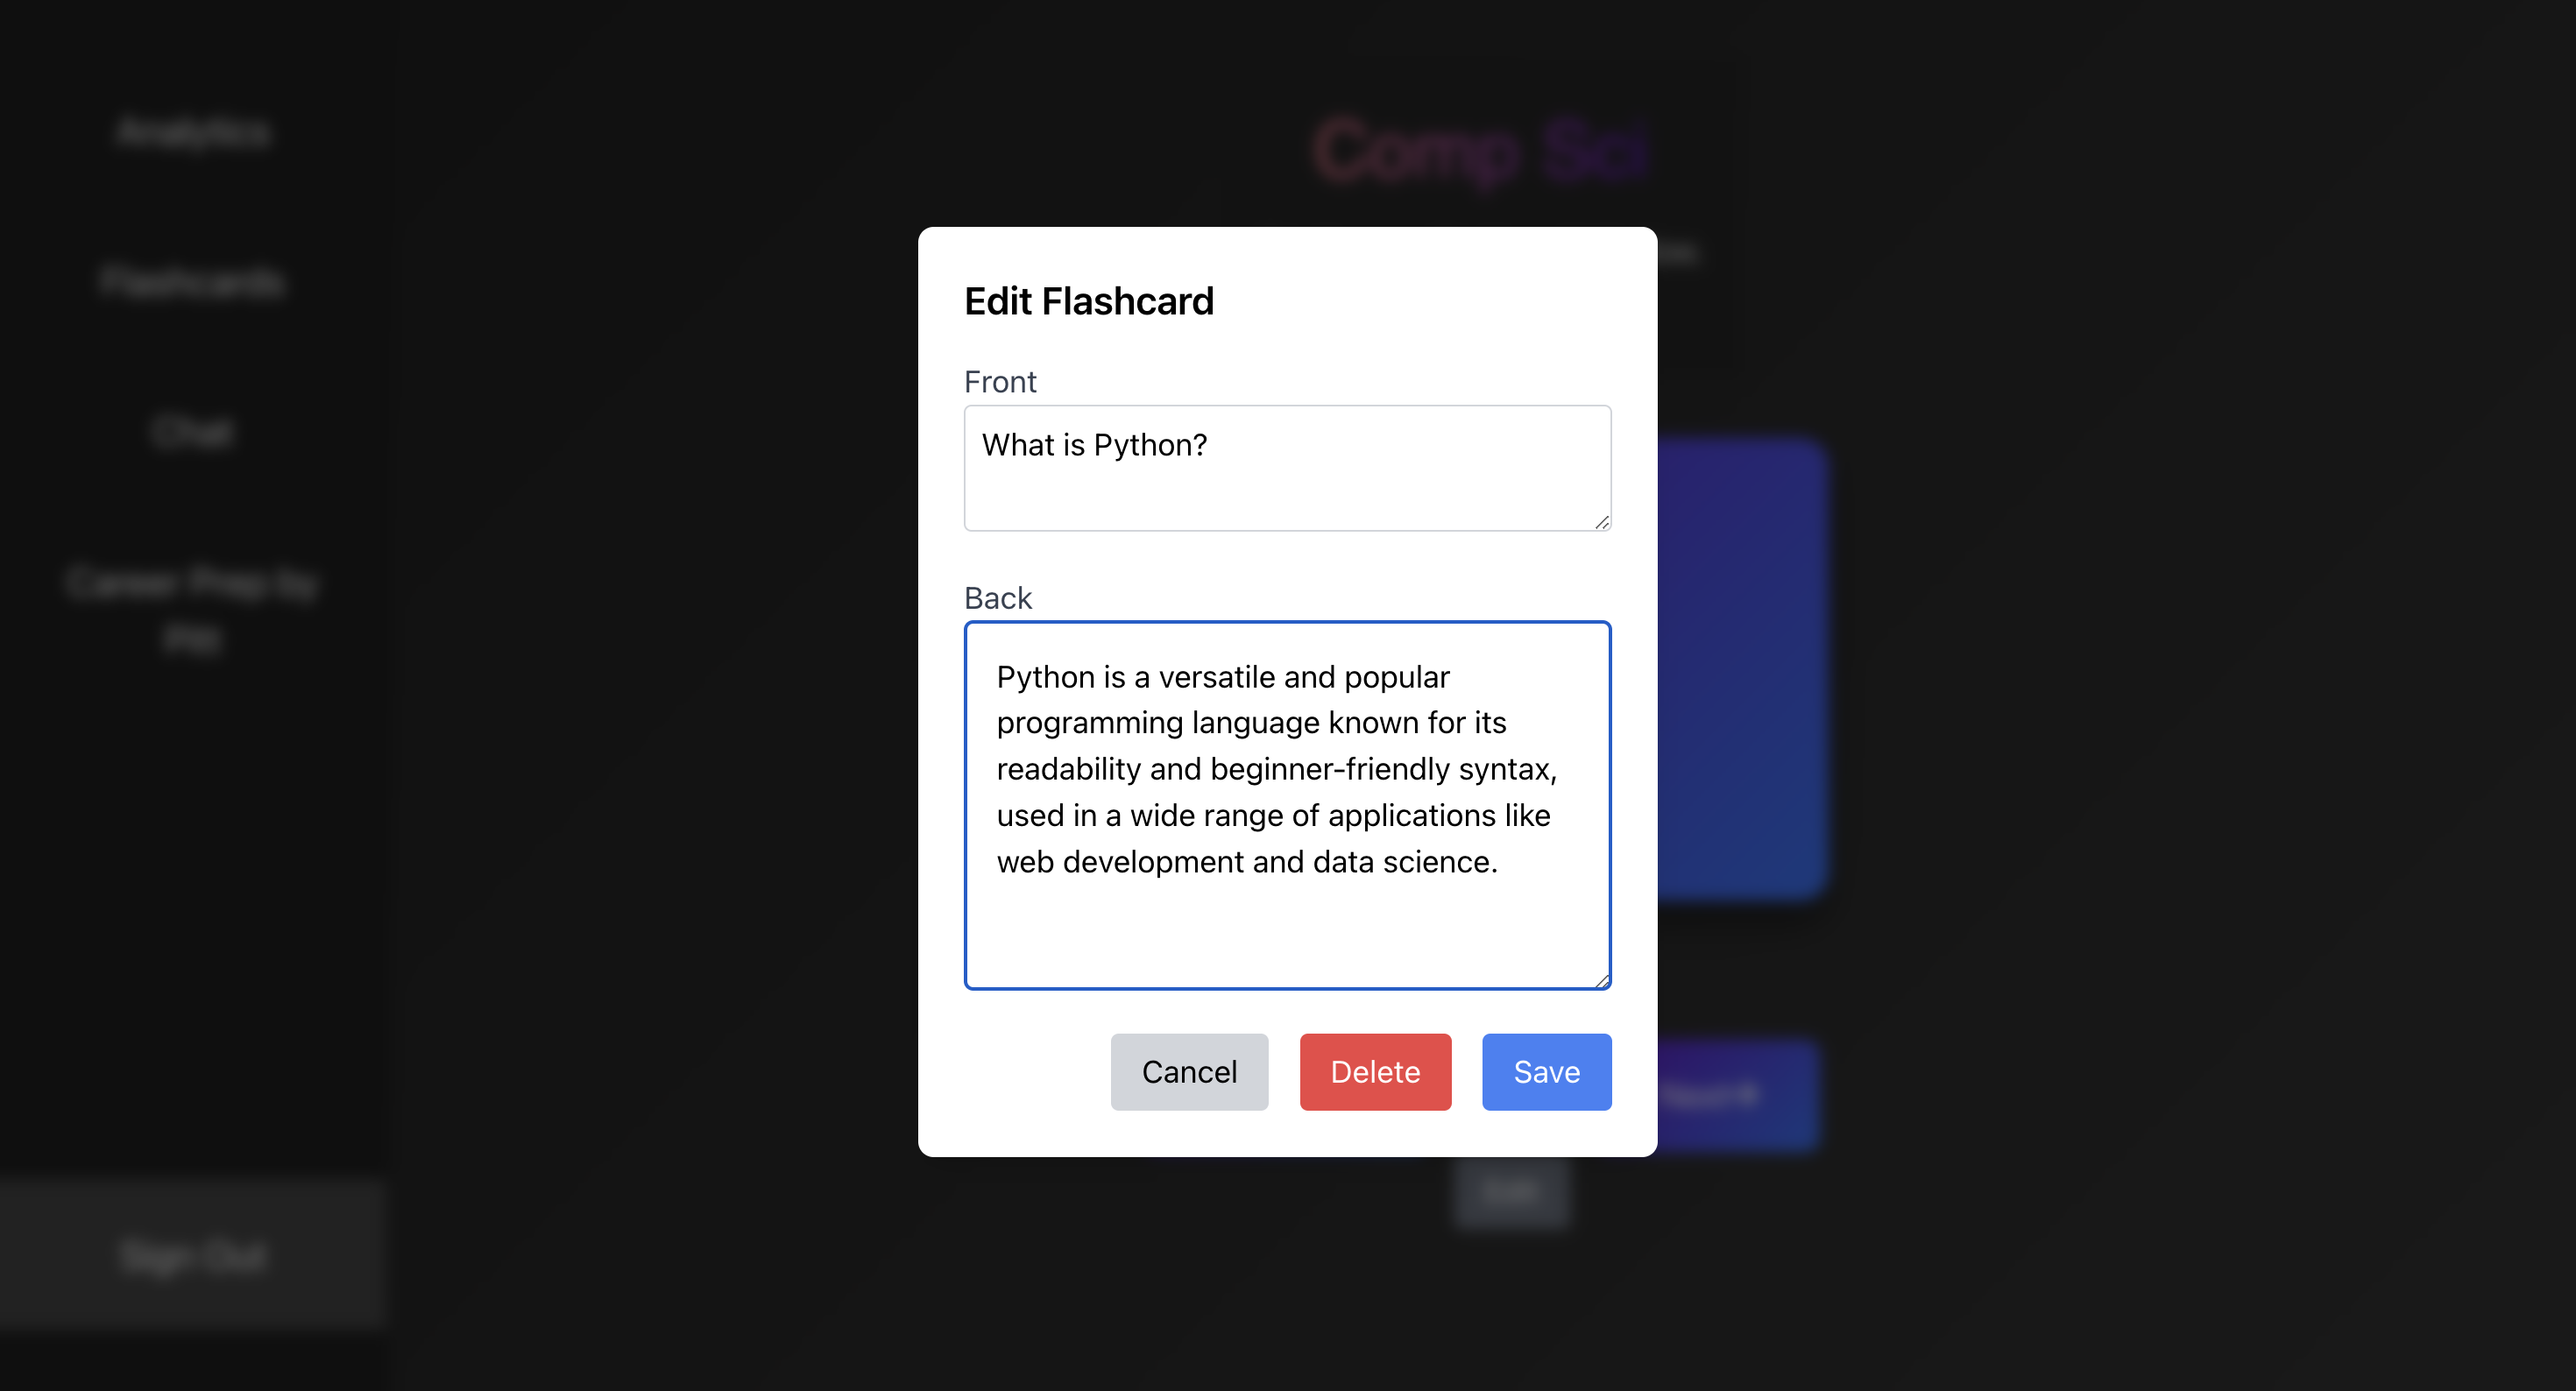 Analytics
Flashcards
Chat
Career Prep by
Comp Sci
Edit Flashcard
Front
What is Python?
Back
Python is a versatile and popular
programming language known for its
readability and beginner-friendly syntax,
used in a wide range of applications like
web development and data science.
Cancel
Delete
Save
Next
Edit
Sign Out